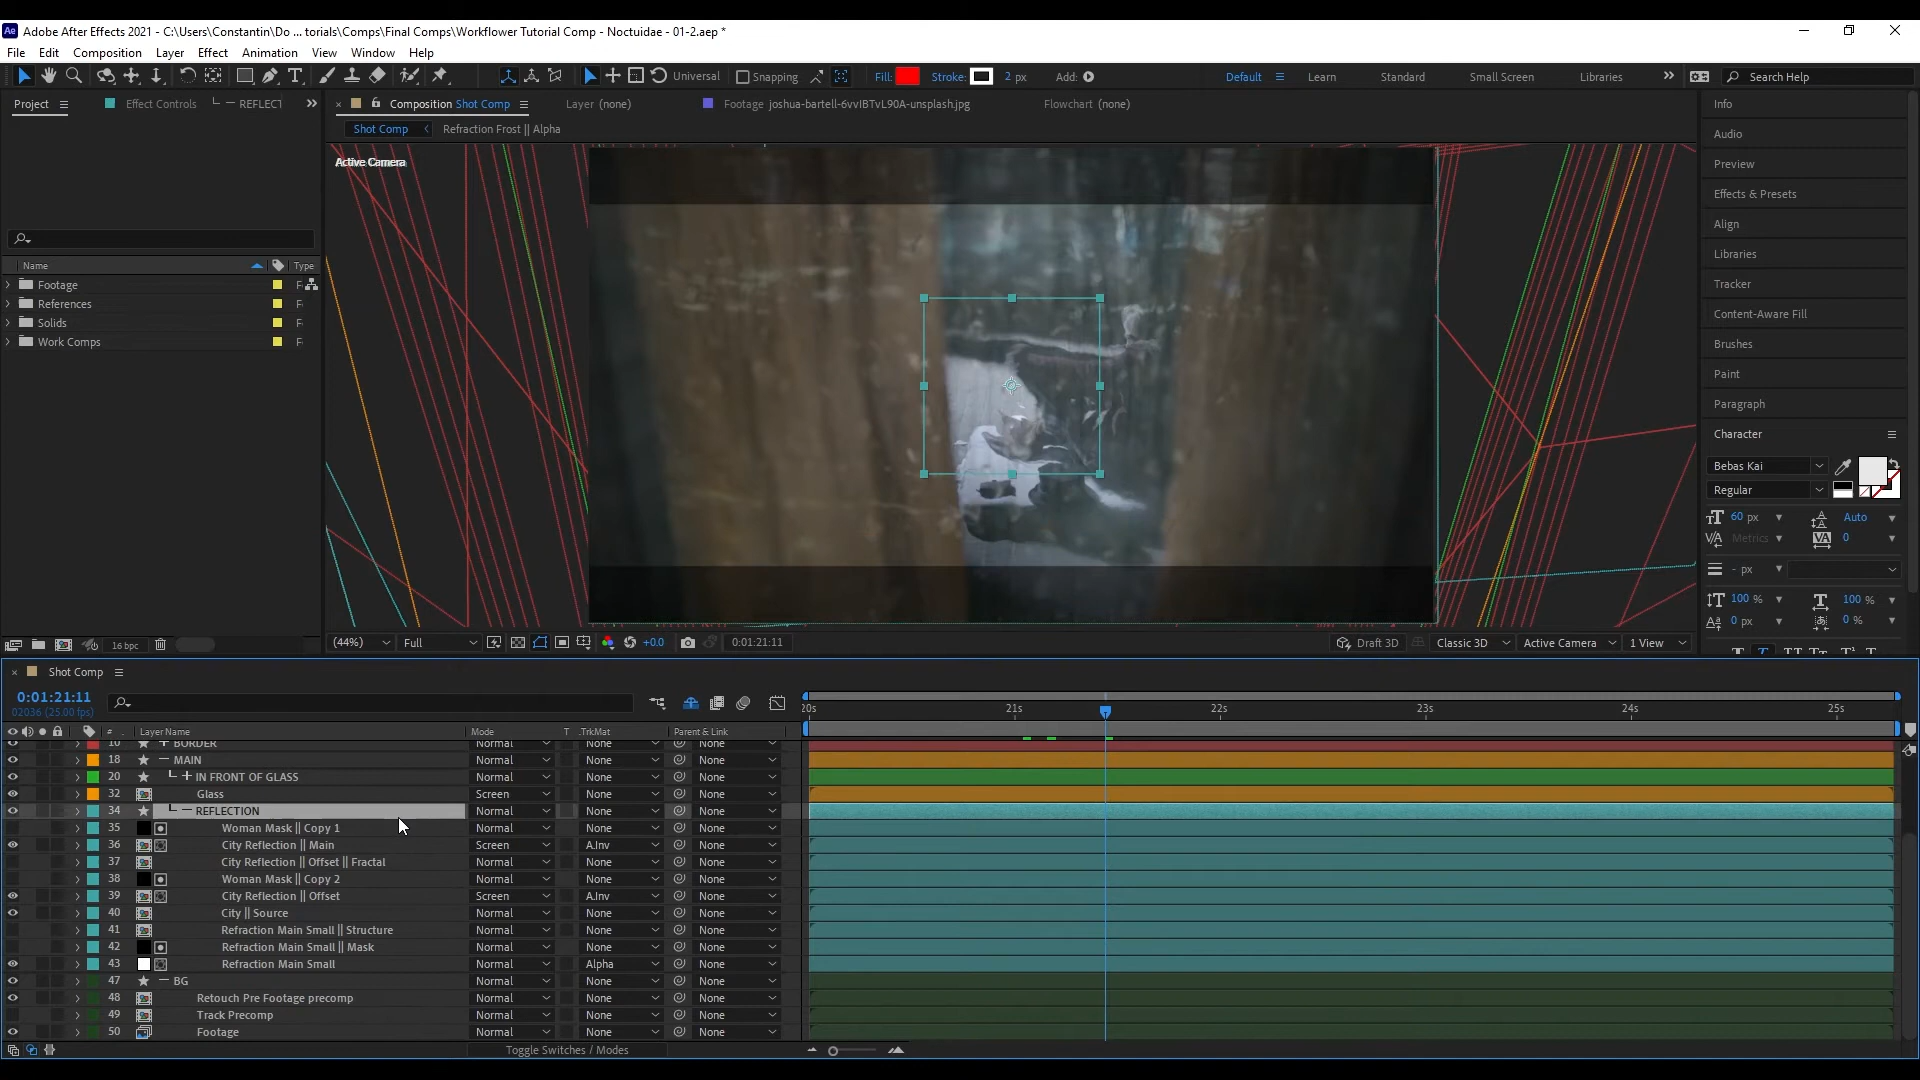 Adobe After Effects 2021 - C:\Users\Constantin\Do ... torials\Comps\Final Comps\Workflower Tutorial Comp - Noctuidae - 01-2.aep *
File Edit Composition Layer Effect Animation View Window Help
Universal Snapping Fill: Stroke: 2 px Add: Default Learn Standard Small Screen Libraries » Search Help
Project Effect Controls REFLECT » Composition Shot Comp Layer (none) Footage joshua-bartell-6vvIBTvL90A-unsplash.jpg Flowchart (none) Info
Shot Comp Refraction Frost || Alpha
Audio
Active Camera
Preview
Effects & Presets
Align
Libraries
Name Type
Footage
References
Solids
Work Comps
Tracker
Content-Aware Fill
Brushes
Paint
Paragraph
Character
Bebas Kai
Regular
60 px Auto
Metrics 0
- px
100 % 100 %
0 px 0 %
16 bpc (44%) Full +0.0 0:01:21:11 Draft 3D Classic 3D Active Camera 1 View
Shot Comp
0:01:21:11
02036 (25.00 fps)
20s 21s 22s 23s 24s 25s
# Layer Name Mode T .TrkMat Parent & Link
10 BORDER Normal None None
18 MAIN Normal None None
20 IN FRONT OF GLASS Normal None None
Glass Screen None None
34 REFLECTION Normal None None
35 Woman Mask || Copy 1 Normal None None
36 City Reflection || Main Screen A.Inv None
37 City Reflection || Offset || Fractal Normal None None
38 Woman Mask || Copy 2 Normal None None
39 City Reflection || Offset Screen A.Inv None
40 City || Source Normal None None
41 Refraction Main Small || Structure Normal None None
42 Refraction Main Small || Mask Normal None None
43 Refraction Main Small Normal Alpha None
47 BG Normal None None
48 Retouch Pre Footage precomp Normal None None
49 Track Precomp Normal None None
50 Footage Normal None None
Toggle Switches / Modes